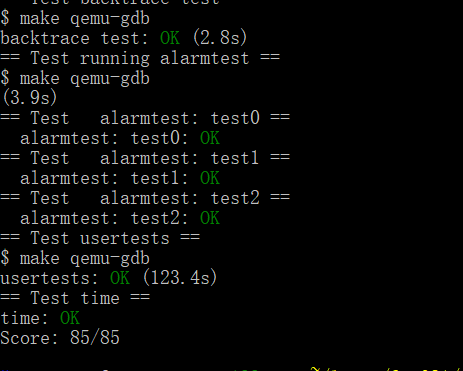 $ make qemu-gdb
backtrace test: OK (2.8s)
== Test running alarmtest ==
$ make qemu-gdb
(3.9s)
== Test   alarmtest: test0 ==
  alarmtest: test0: OK
== Test   alarmtest: test1 ==
  alarmtest: test1: OK
== Test   alarmtest: test2 ==
  alarmtest: test2: OK
== Test usertests ==
$ make qemu-gdb
usertests: OK (123.4s)
== Test time ==
time: OK
Score: 85/85